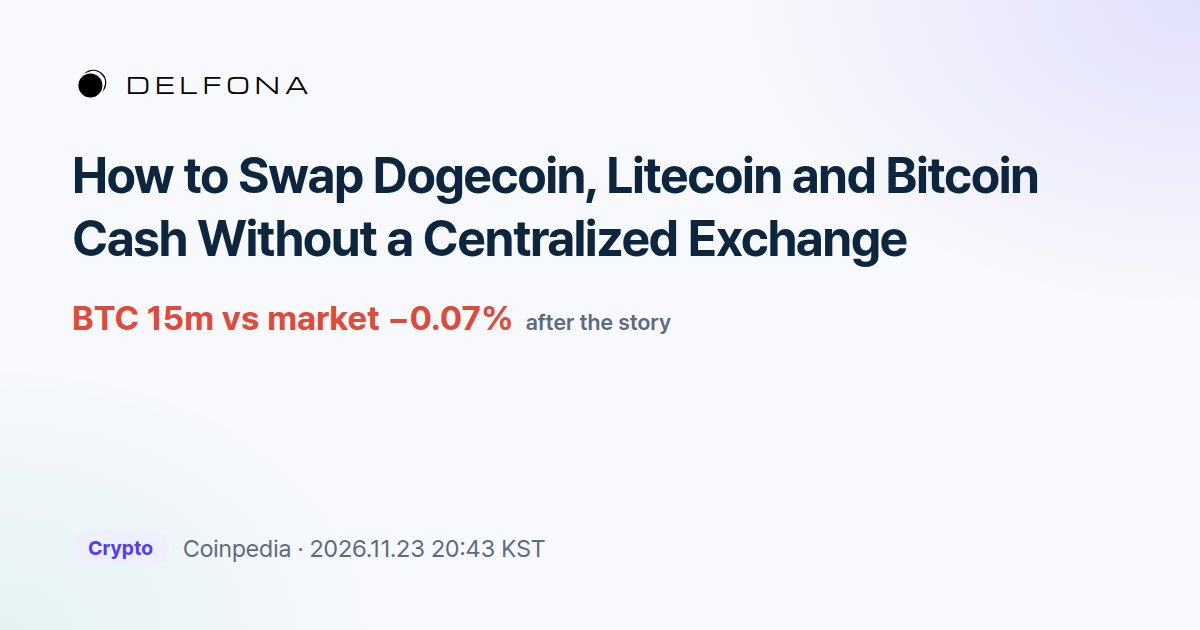 DELFONA
How to Swap Dogecoin, Litecoin and Bitcoin
Cash Without a Centralized Exchange
BTC 15m vs market −0.07% after the story
Crypto Coinpedia · 2026.11.23 20:43 KST